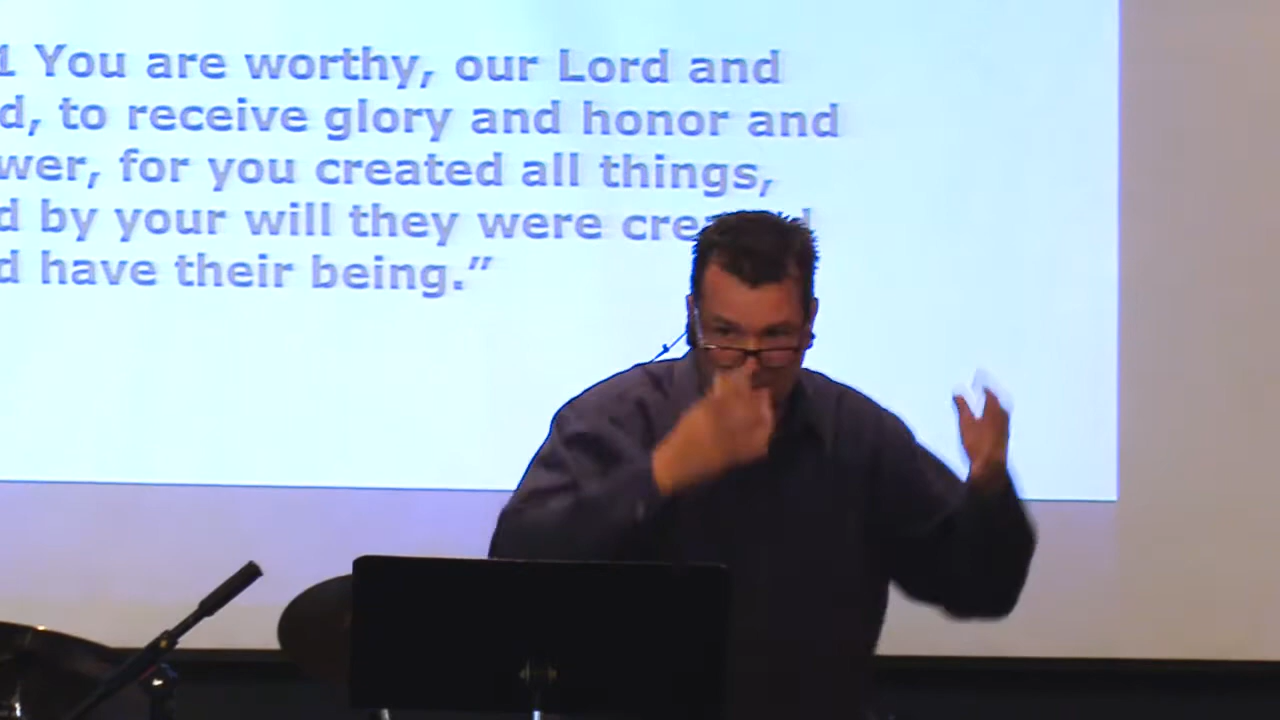 1 You are worthy, our Lord and
d, to receive glory and honor and
wer, for you created all things,
d by your will they were created
d have their being.”